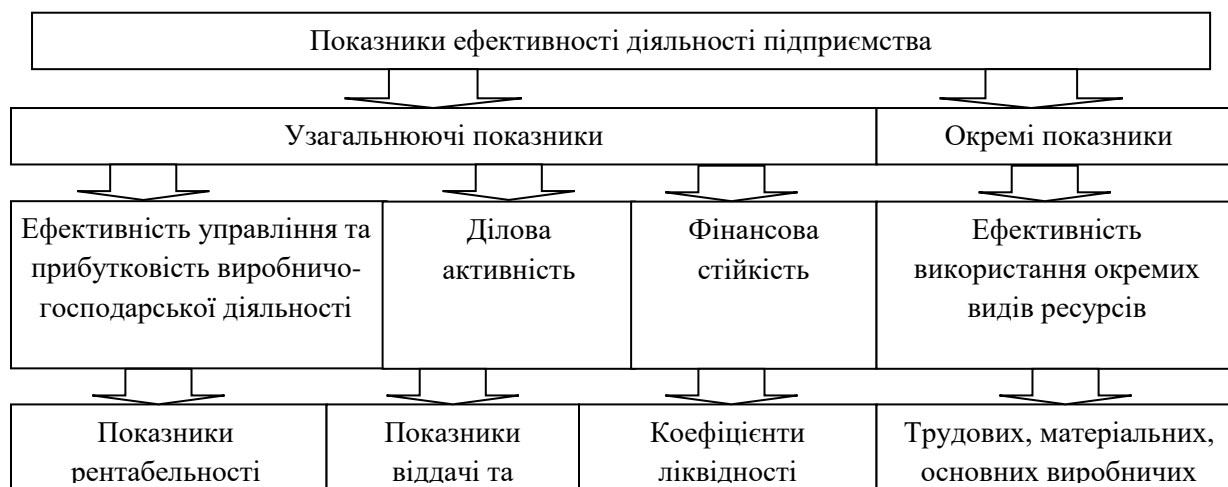 Показники ефективності діяльності підприємства
Узагальнюючі показники
Окремі показники
Ефективність управління та
прибутковість виробничо-
господарської діяльності
Ділова
активність
Фінансова
стійкість
Ефективність
використання окремих
видів ресурсів
Показники
рентабельності
Показники
віддачі та
Коефіцієнти
ліквідності
Трудових, матеріальних,
основних виробничих